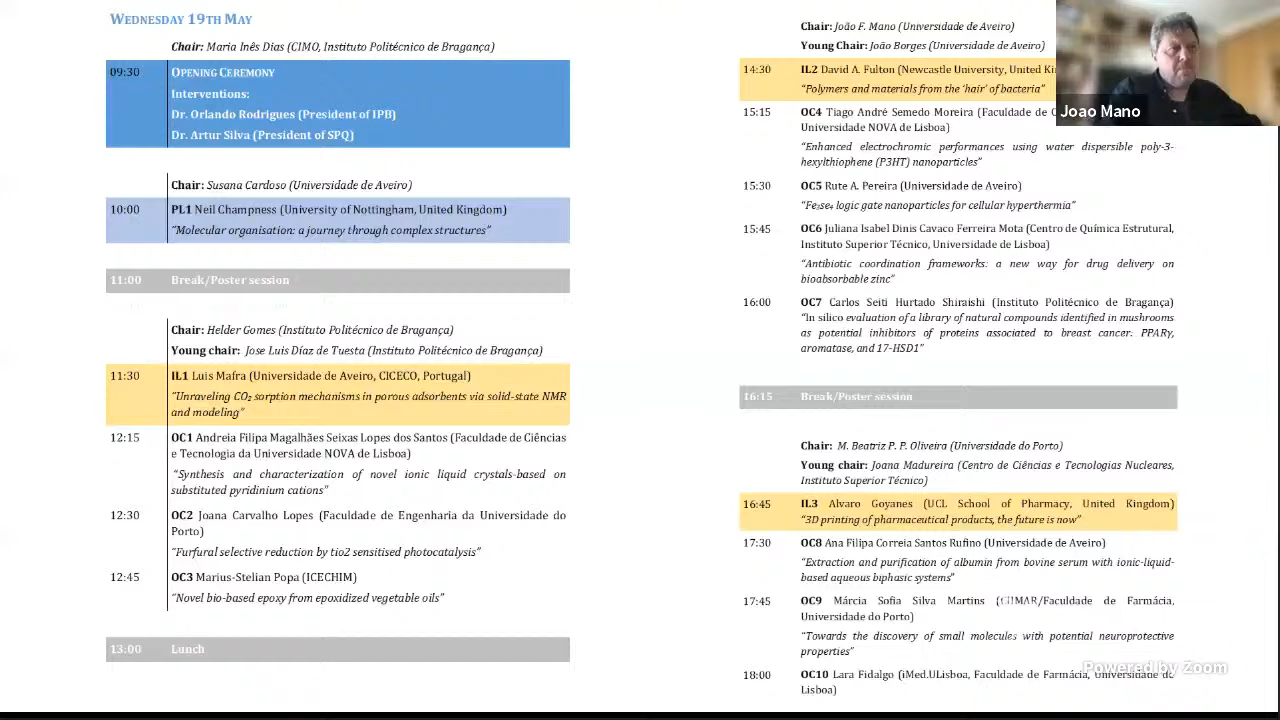 WEDNESDAY 19TH MAY
Chair: Maria Inês Dias (CIMO, Instituto Politécnico de Bragança)
09:30 OPENING CEREMONY
Interventions:
Dr. Orlando Rodrigues (President of IPB)
Dr. Artur Silva (President of SPQ)
Chair: Susana Cardoso (Universidade de Aveiro)
10:00 PL1 Neil Champness (University of Nottingham, United Kingdom)
"Molecular organisation: a journey through complex structures"
11:00 Break/Poster session
Chair: Helder Gomes (Instituto Politécnico de Bragança)
Young chair: Jose Luis Díaz de Tuesta (Instituto Politécnico de Bragança)
11:30 IL1 Luis Mafra (Universidade de Aveiro, CICECO, Portugal)
"Unraveling CO₂ sorption mechanisms in porous adsorbents via solid-state NMR
and modeling"
12:15 OC1 Andreia Filipa Magalhães Seixas Lopes dos Santos (Faculdade de Ciências
e Tecnologia da Universidade NOVA de Lisboa)
"Synthesis and characterization of novel ionic liquid crystals-based on
substituted pyridinium cations"
12:30 OC2 Joana Carvalho Lopes (Faculdade de Engenharia da Universidade do
Porto)
"Furfural selective reduction by tio2 sensitised photocatalysis"
12:45 OC3 Marius-Stelian Popa (ICECHIM)
"Novel bio-based epoxy from epoxidized vegetable oils"
13:00 Lunch
Chair: João F. Mano (Universidade de Aveiro)
Young Chair: João Borges (Universidade de Aveiro)
14:30 IL2 David A. Fulton (Newcastle University, United
"Polymers and materials from the 'hair' of bacteria"
15:15 OC4 Tiago André Semedo Moreira (Faculdade de
Universidade NOVA de Lisboa)
"Enhanced electrochromic performances using water dispersible poly-3-
hexylthiophene (P3HT) nanoparticles"
15:30 OC5 Rute A. Pereira (Universidade de Aveiro)
"Fe₃se₄ logic gate nanoparticles for cellular hyperthermia"
15:45 OC6 Juliana Isabel Dinis Cavaco Ferreira Mota (Centro de Química Estrutural,
Instituto Superior Técnico, Universidade de Lisboa)
"Antibiotic coordination frameworks: a new way for drug delivery on
bioabsorbable zinc"
16:00 OC7 Carlos Seiti Hurtado Shiraishi (Instituto Politécnico de Bragança)
"In silico evaluation of a library of natural compounds identified in mushrooms
as potential inhibitors of proteins associated to breast cancer: PPARγ,
aromatase, and 17-HSD1"
16:15 Break/Poster session
Chair: M. Beatriz P. P. Oliveira (Universidade do Porto)
Young chair: Joana Madureira (Centro de Ciências e Tecnologias Nucleares,
Instituto Superior Técnico)
16:45 IL3 Alvaro Goyanes (UCL School of Pharmacy, United Kingdom)
"3D printing of pharmaceutical products, the future is now"
17:30 OC8 Ana Filipa Correia Santos Rufino (Universidade de Aveiro)
"Extraction and purification of albumin from bovine serum with ionic-liquid-
based aqueous biphasic systems"
17:45 OC9 Márcia Sofia Silva Martins (CIIMAR/Faculdade de Farmácia,
Universidade do Porto)
"Towards the discovery of small molecules with potential neuroprotective
properties"
18:00 OC10 Lara Fidalgo (iMed.ULisboa, Faculdade de Farmácia, Universidade de
Lisboa)
Joao Mano
Powered by Zoom